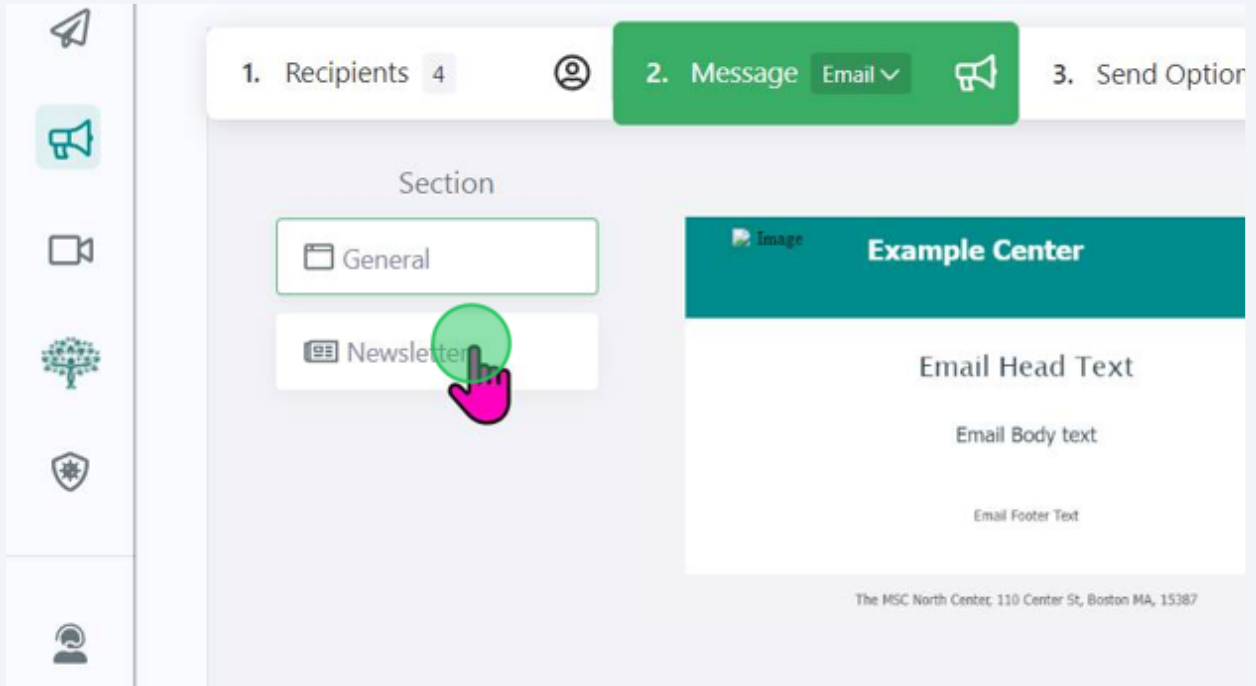 1. Recipients 4
2. Message Email
3. Send Option
Section
General
Newsletter
Image
Example Center
Email Head Text
Email Body text
Email Footer Text
The MSC North Center, 110 Center St, Boston MA, 15387